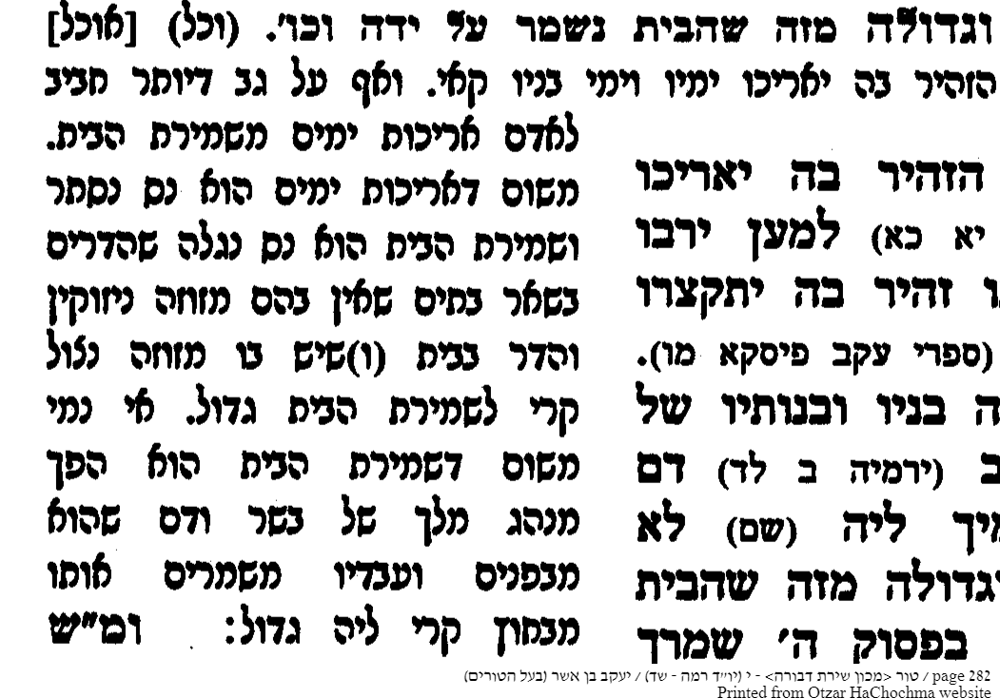 וגדולה מזה שהבית נשמר על ידה וכו'. (וכל) [אוכל]
הזהיר בה יאריכו ימיו וימי בניו קאי. ואף על גב דיותר חביב
לאדם אריכות ימים משמירת הבית.
משום דאריכות ימים הוא נס נסתר
ושמירת הבית הוא נס נגלה שהדרים
בשאר בתים שאין בהם מזוזה ניזוקין
והדר בבית (ו)שיש בו מזוזה נצול
קרי לשמירת הבית גדול. אי נמי
משום דשמירת הבית הוא הפך
מנהג מלך של בשר ודם שהוא
מבפנים ועבדיו משמרים אותו
מבחוץ קרי ליה גדול: ומ"ש
הזהיר בה יאריכו
יא כא) למען ירבו
ו זהיר בה יתקצרו
(ספרי עקב פיסקא מו).
ה בניו ובנותיו של
ב (ירמיה ב לד) דם
מיך ליה (שם) לא
וגדולה מזה שהבית
בפסוק ה' שמרך
טור <מכון שירת דבורה> - י (יו"ד רמה - שד) / יעקב בן אשר (בעל הטורים) / page 282
Printed from Otzar HaChochma website